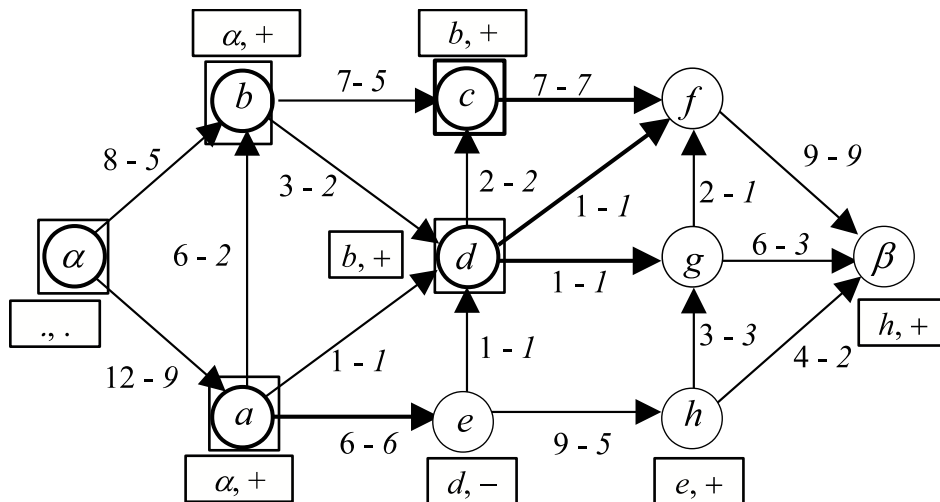 α, +
b, +
b
7 - 5
c
7 - 7
f
8 - 5
3 - 2
2 - 2
1 - 1
2 - 1
9 - 9
α
6 - 2
b, +
d
1 - 1
g
6 - 3
β
., .
h, +
12 - 9
1 - 1
1 - 1
3 - 3
4 - 2
a
6 - 6
e
9 - 5
h
α, +
d, −
e, +